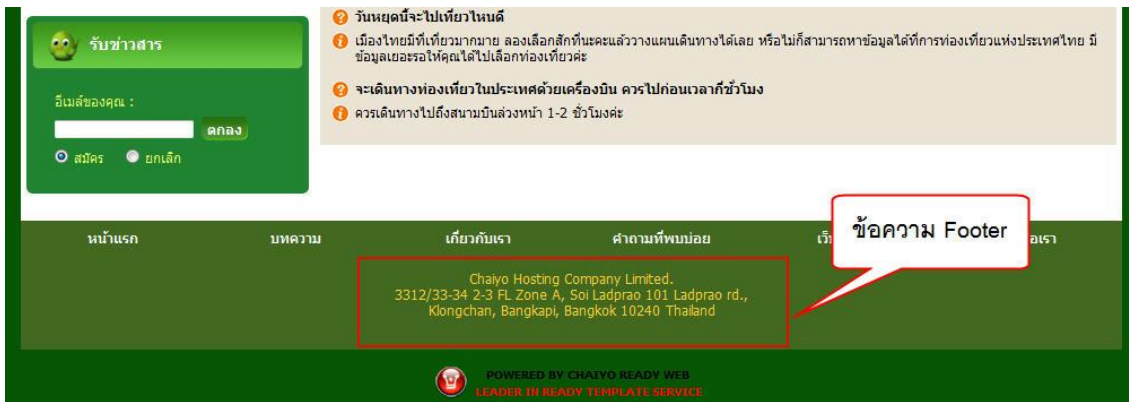 รับข่าวสาร
อีเมล์ของคุณ :
ตกลง
สมัคร ยกเลิก
วันหยุดนี้จะไปเที่ยวไหนดี
เมืองไทยมีที่เที่ยวมากมาย ลองเลือกสักที่นะคะแล้ววางแผนเดินทางได้เลย หรือไม่ก็สามารถหาข้อมูลได้ที่การท่องเที่ยวแห่งประเทศไทย มี
ข้อมูลเยอะรอให้คุณได้ไปเลือกท่องเที่ยวค่ะ
จะเดินทางท่องเที่ยวในประเทศด้วยเครื่องบิน ควรไปก่อนเวลากี่ชั่วโมง
ควรเดินทางไปถึงสนามบินล่วงหน้า 1-2 ชั่วโมงค่ะ
หน้าแรก บทความ เกี่ยวกับเรา คำถามที่พบบ่อย
ข้อความ Footer
Chaiyo Hosting Company Limited.
3312/33-34 2-3 FL Zone A, Soi Ladprao 101 Ladprao rd.,
Klongchan, Bangkapi, Bangkok 10240 Thailand
POWERED BY CHAIYO READY WEB
LEADER IN READY TEMPLATE SERVICE